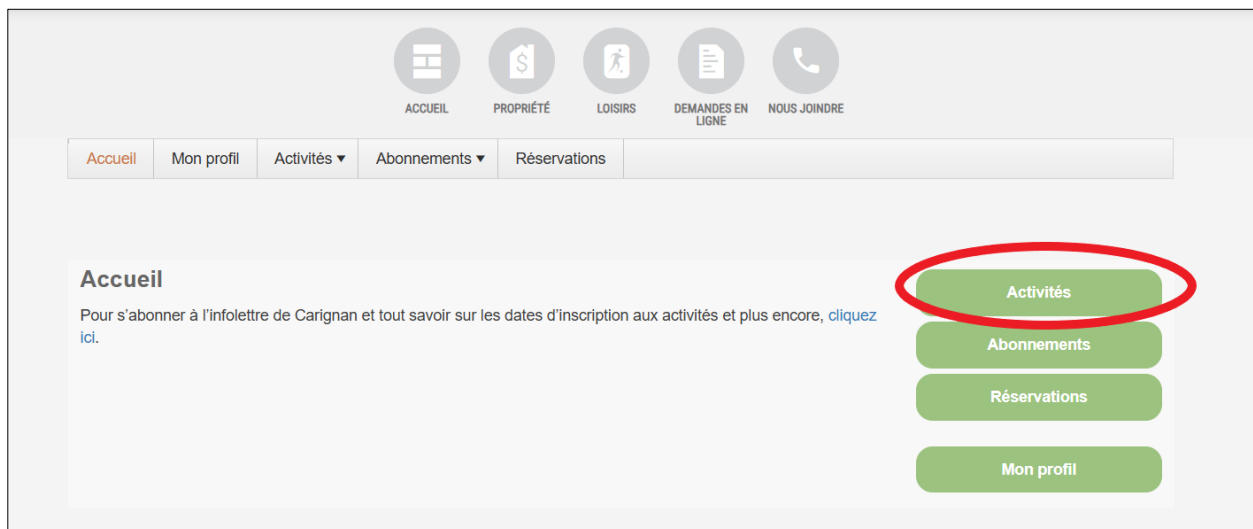 ACCUEIL
PROPRIÉTÉ
LOISIRS
DEMANDES EN
LIGNE
NOUS JOINDRE
Accueil
Mon profil
Activités ▼
Abonnements ▼
Réservations
Accueil
Pour s’abonner à l’infolettre de Carignan et tout savoir sur les dates d’inscription aux activités et plus encore, cliquez
ici.
Activités
Abonnements
Réservations
Mon profil